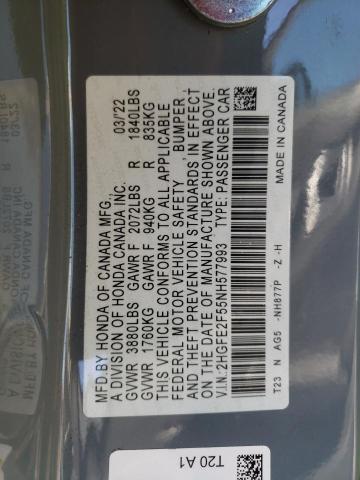 MFD.BY HONDA OF CANADA MFG., 03/22
A DIVISION OF HONDA CANADA INC.
GVWR 3880LBS GAWR F 2072LBS R 1840LBS
GVWR 1760KG GAWR F 940KG R 835KG
THIS VEHICLE CONFORMS TO ALL APPLICABLE
FEDERAL MOTOR VEHICLE SAFETY, BUMPER,
AND THEFT PREVENTION STANDARDS IN EFFECT
ON THE DATE OF MANUFACTURE SHOWN ABOVE.
V.I.N.:2HGFE2F55NH577993 TYPE: PASSENGER CAR
T23 N AG5 -NH877P -Z -H MADE IN CANADA
T20 A1